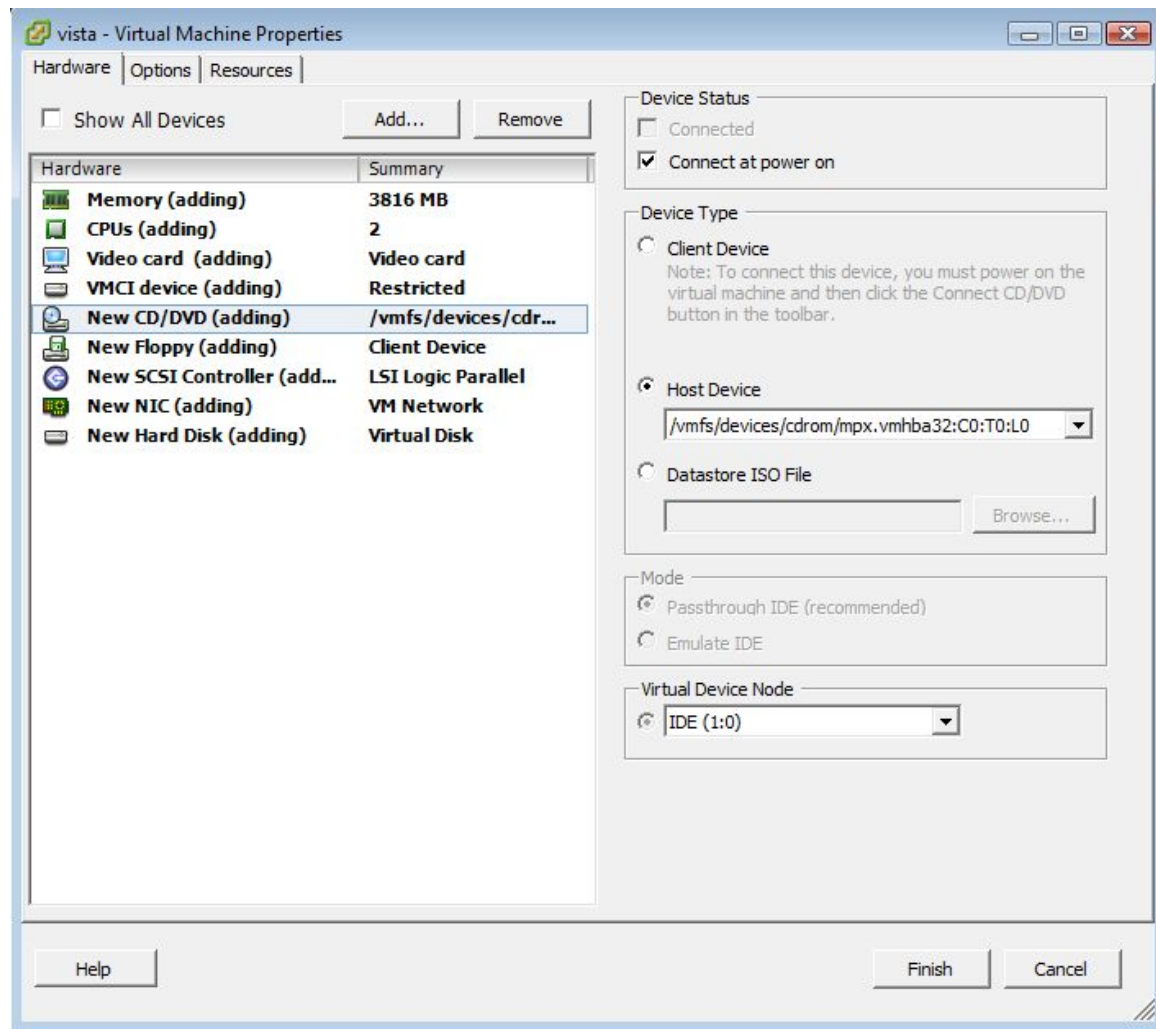 vista - Virtual Machine Properties
Hardware Options Resources
Show All Devices Add... Remove
Hardware Summary
Memory (adding) 3816 MB
CPUs (adding) 2
Video card (adding) Video card
VMCI device (adding) Restricted
New CD/DVD (adding) /vmfs/devices/cdr...
New Floppy (adding) Client Device
New SCSI Controller (add... LSI Logic Parallel
New NIC (adding) VM Network
New Hard Disk (adding) Virtual Disk
Device Status
Connected
Connect at power on
Device Type
Client Device
Note: To connect this device, you must power on the
virtual machine and then click the Connect CD/DVD
button in the toolbar.
Host Device
/vmfs/devices/cdrom/mpx.vmhba32:C0:T0:L0
Datastore ISO File
Browse...
Mode
Passthrough IDE (recommended)
Emulate IDE
Virtual Device Node
IDE (1:0)
Help Finish Cancel